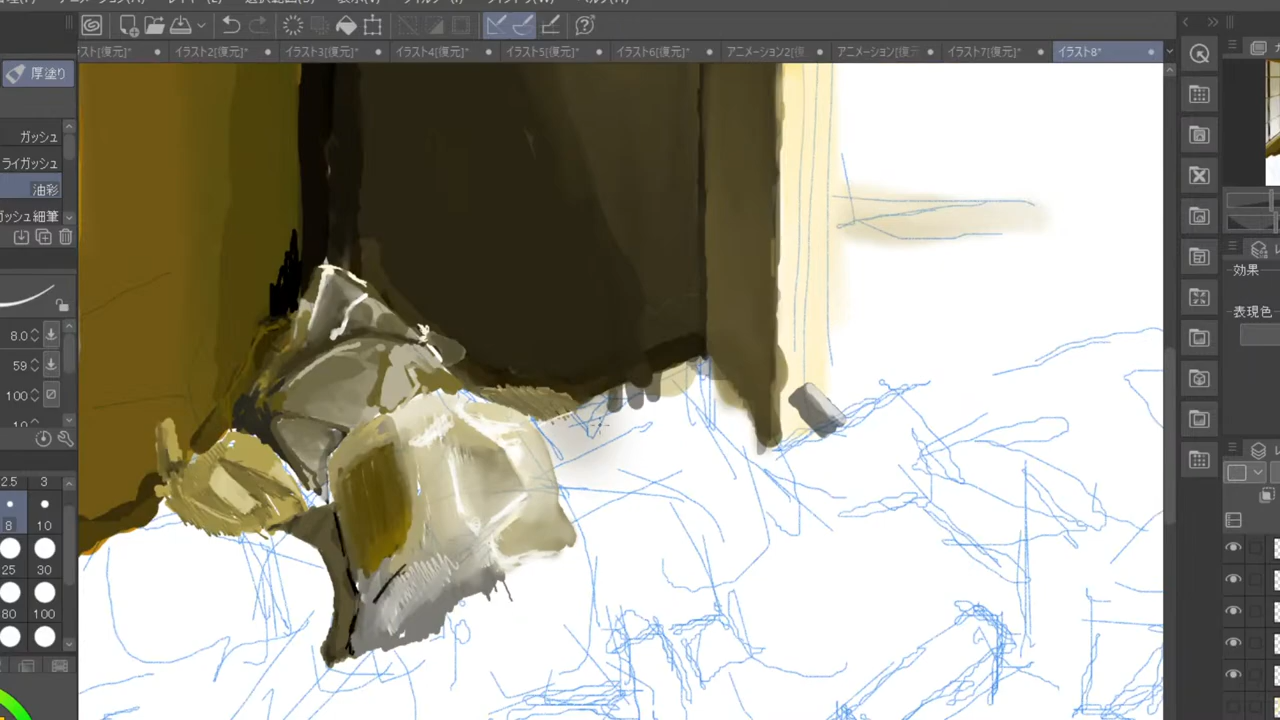 イラスト2[復元]*
イラスト3[復元]*
イラスト4[復元]*
イラスト5[復元]*
イラスト6[復元]*
アニメーション2[復
アニメーション[復元
イラスト7[復元]*
イラスト8*
厚塗り
ガッシュ
ライガッシュ
油彩
ガッシュ細筆
8.0
59
100
2.5 3
8 10
25 30
80 100
効果
表現色